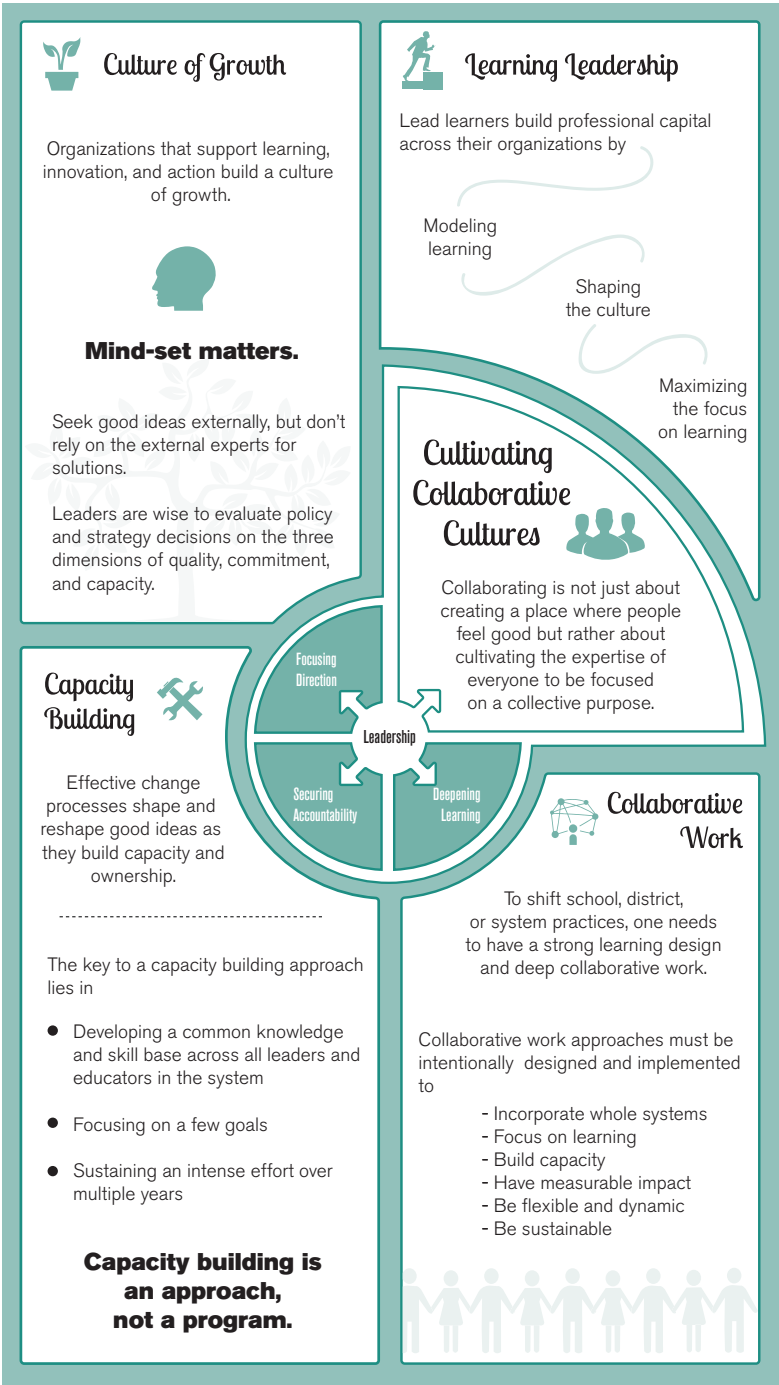 Culture of Growth
Organizations that support learning,
innovation, and action build a culture
of growth.
Mind-set matters.
Seek good ideas externally, but don't
rely on the external experts for
solutions.
Leaders are wise to evaluate policy
and strategy decisions on the three
dimensions of quality, commitment,
and capacity.
Learning Leadership
Lead learners build professional capital
across their organizations by
Modeling
learning
Shaping
the culture
Maximizing
the focus
on learning
Cultivating
Collaborative
Cultures
Collaborating is not just about
creating a place where people
feel good but rather about
cultivating the expertise of
everyone to be focused
on a collective purpose.
Focusing
Direction
Leadership
Securing
Accountability
Deepening
Learning
Capacity
Building
Effective change
processes shape and
reshape good ideas as
they build capacity and
ownership.
The key to a capacity building approach
lies in
● Developing a common knowledge
and skill base across all leaders and
educators in the system
● Focusing on a few goals
● Sustaining an intense effort over
multiple years
Capacity building is
an approach,
not a program.
Collaborative
Work
To shift school, district,
or system practices, one needs
to have a strong learning design
and deep collaborative work.
Collaborative work approaches must be
intentionally designed and implemented
to
- Incorporate whole systems
- Focus on learning
- Build capacity
- Have measurable impact
- Be flexible and dynamic
- Be sustainable